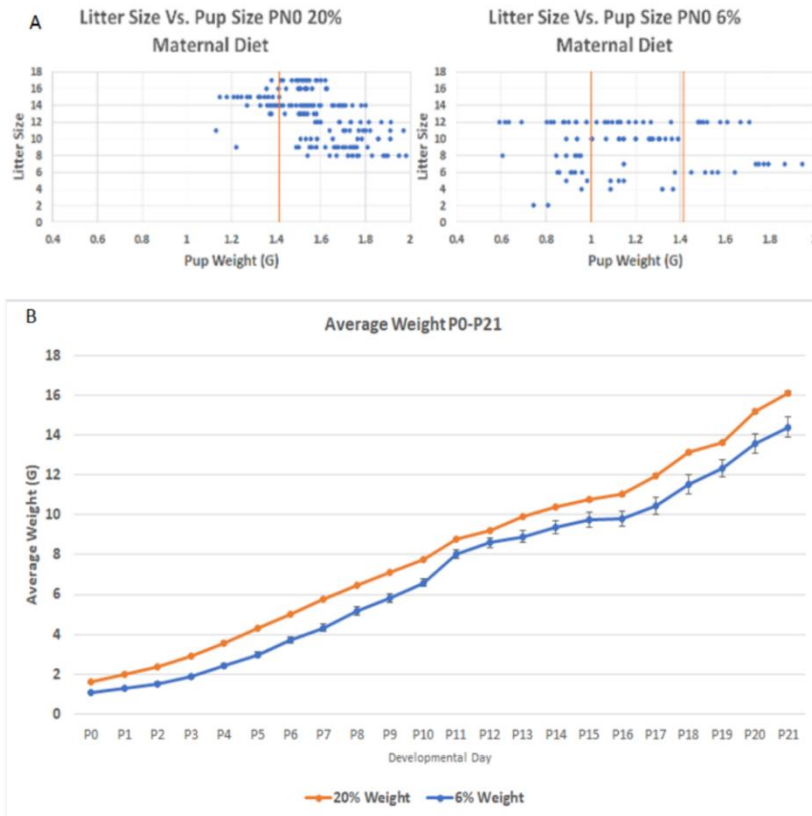 A
Litter Size Vs. Pup Size PN0 20%
Maternal Diet
18
16
14
12
10
8
6
4
2
0
Litter Size
0.4 0.6 0.8 1 1.2 1.4 1.6 1.8 2
Pup Weight (G)
Litter Size Vs. Pup Size PN0 6%
Maternal Diet
18
16
14
12
10
8
6
4
2
0
Litter Size
0.4 0.6 0.8 1 1.2 1.4 1.6 1.8 2
Pup Weight (G)
B
Average Weight P0-P21
18
16
14
12
10
8
6
4
2
0
Average Weight (G)
P0 P1 P2 P3 P4 P5 P6 P7 P8 P9 P10 P11 P12 P13 P14 P15 P16 P17 P18 P19 P20 P21
Developmental Day
20% Weight 6% Weight